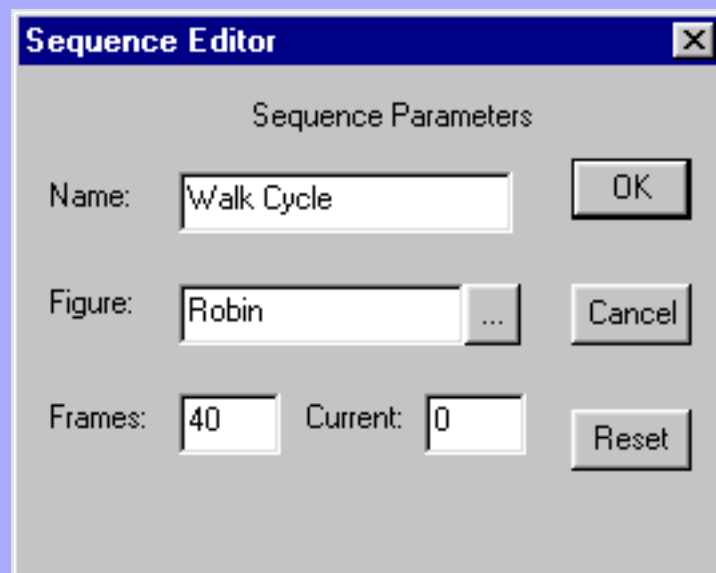 Sequence Editor
Sequence Parameters
Name: Walk Cycle OK
Figure: Robin ... Cancel
Frames: 40 Current: 0 Reset